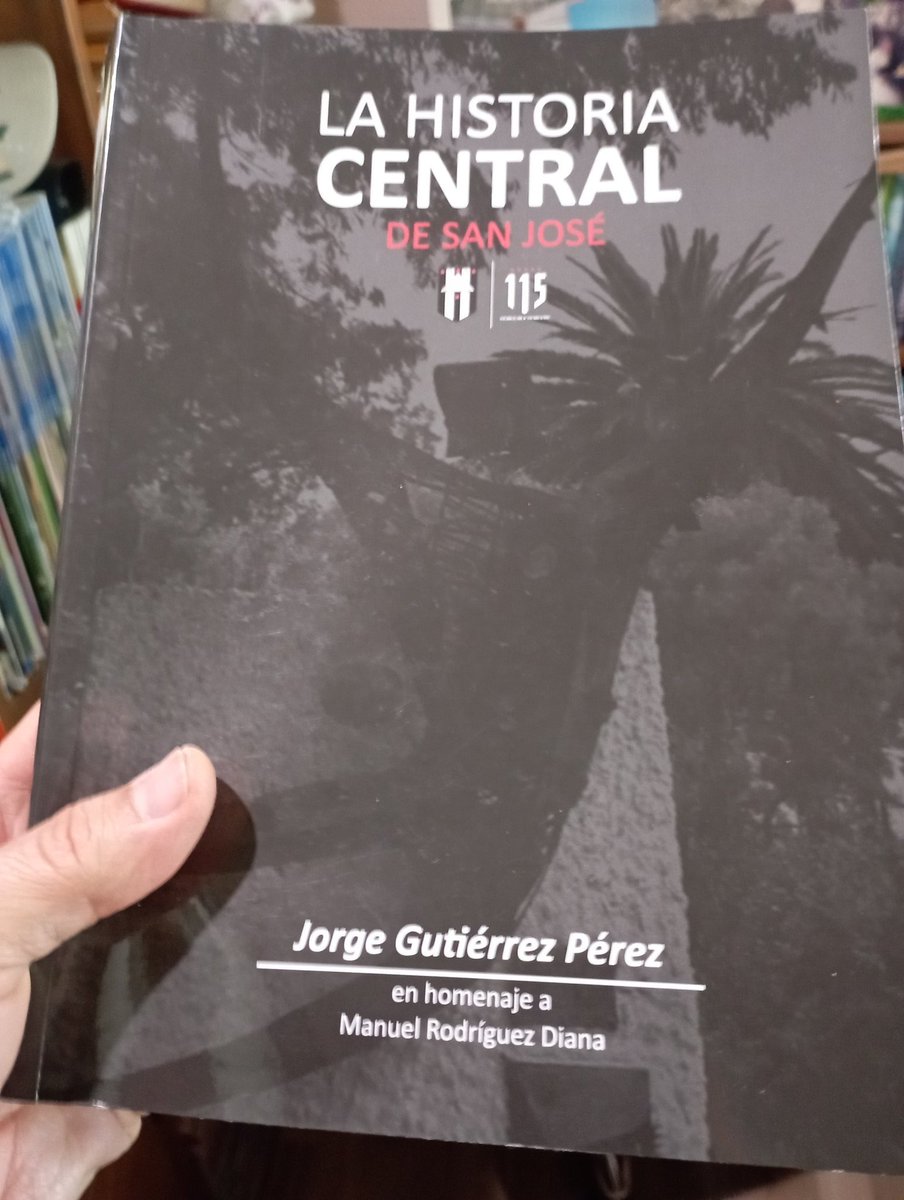 LA HISTORIA
CENTRAL
DE SAN JOSÉ
115
Jorge Gutiérrez Pérez
en homenaje a
Manuel Rodríguez Diana